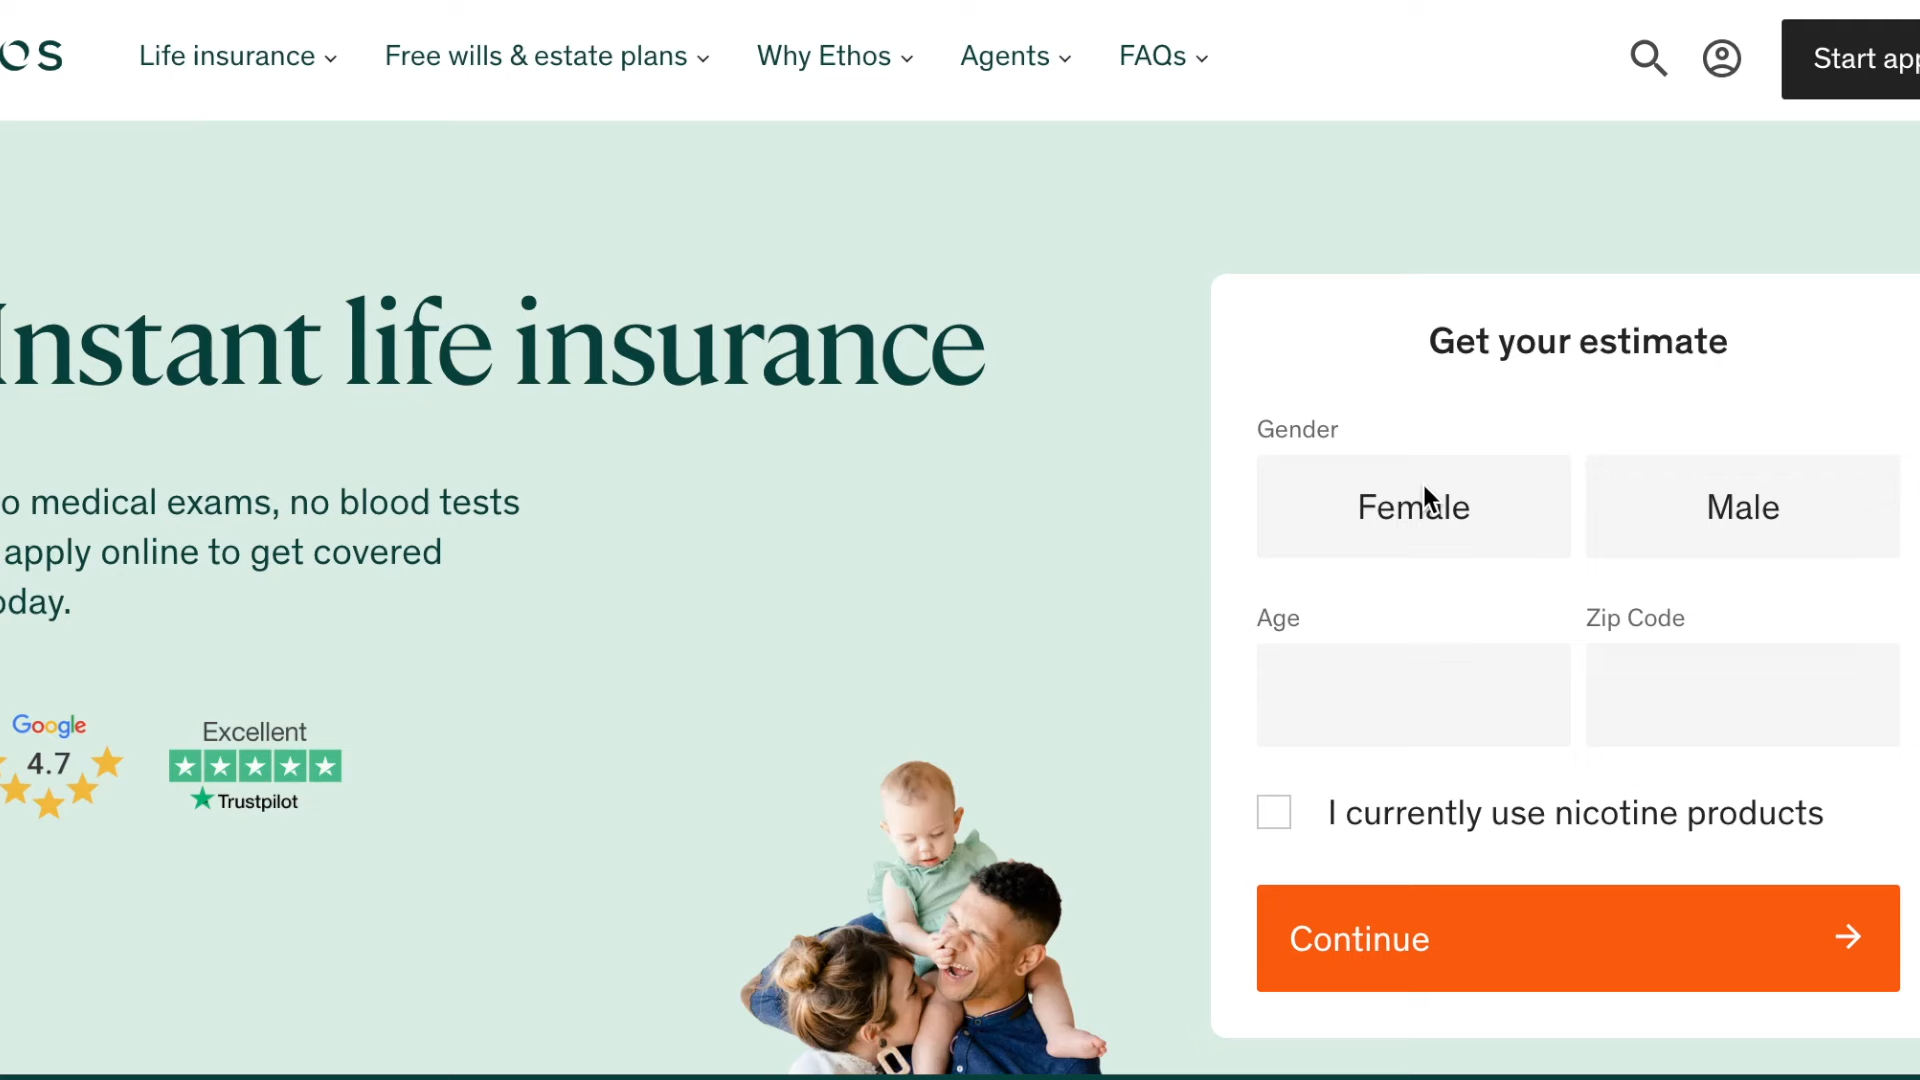 os
Life insurance
Free wills & estate plans
Why Ethos
Agents
FAQs
Start app
Instant life insurance
o medical exams, no blood tests
apply online to get covered
oday.
Google
4.7
Excellent
Trustpilot
Get your estimate
Gender
Female
Male
Age
Zip Code
I currently use nicotine products
Continue